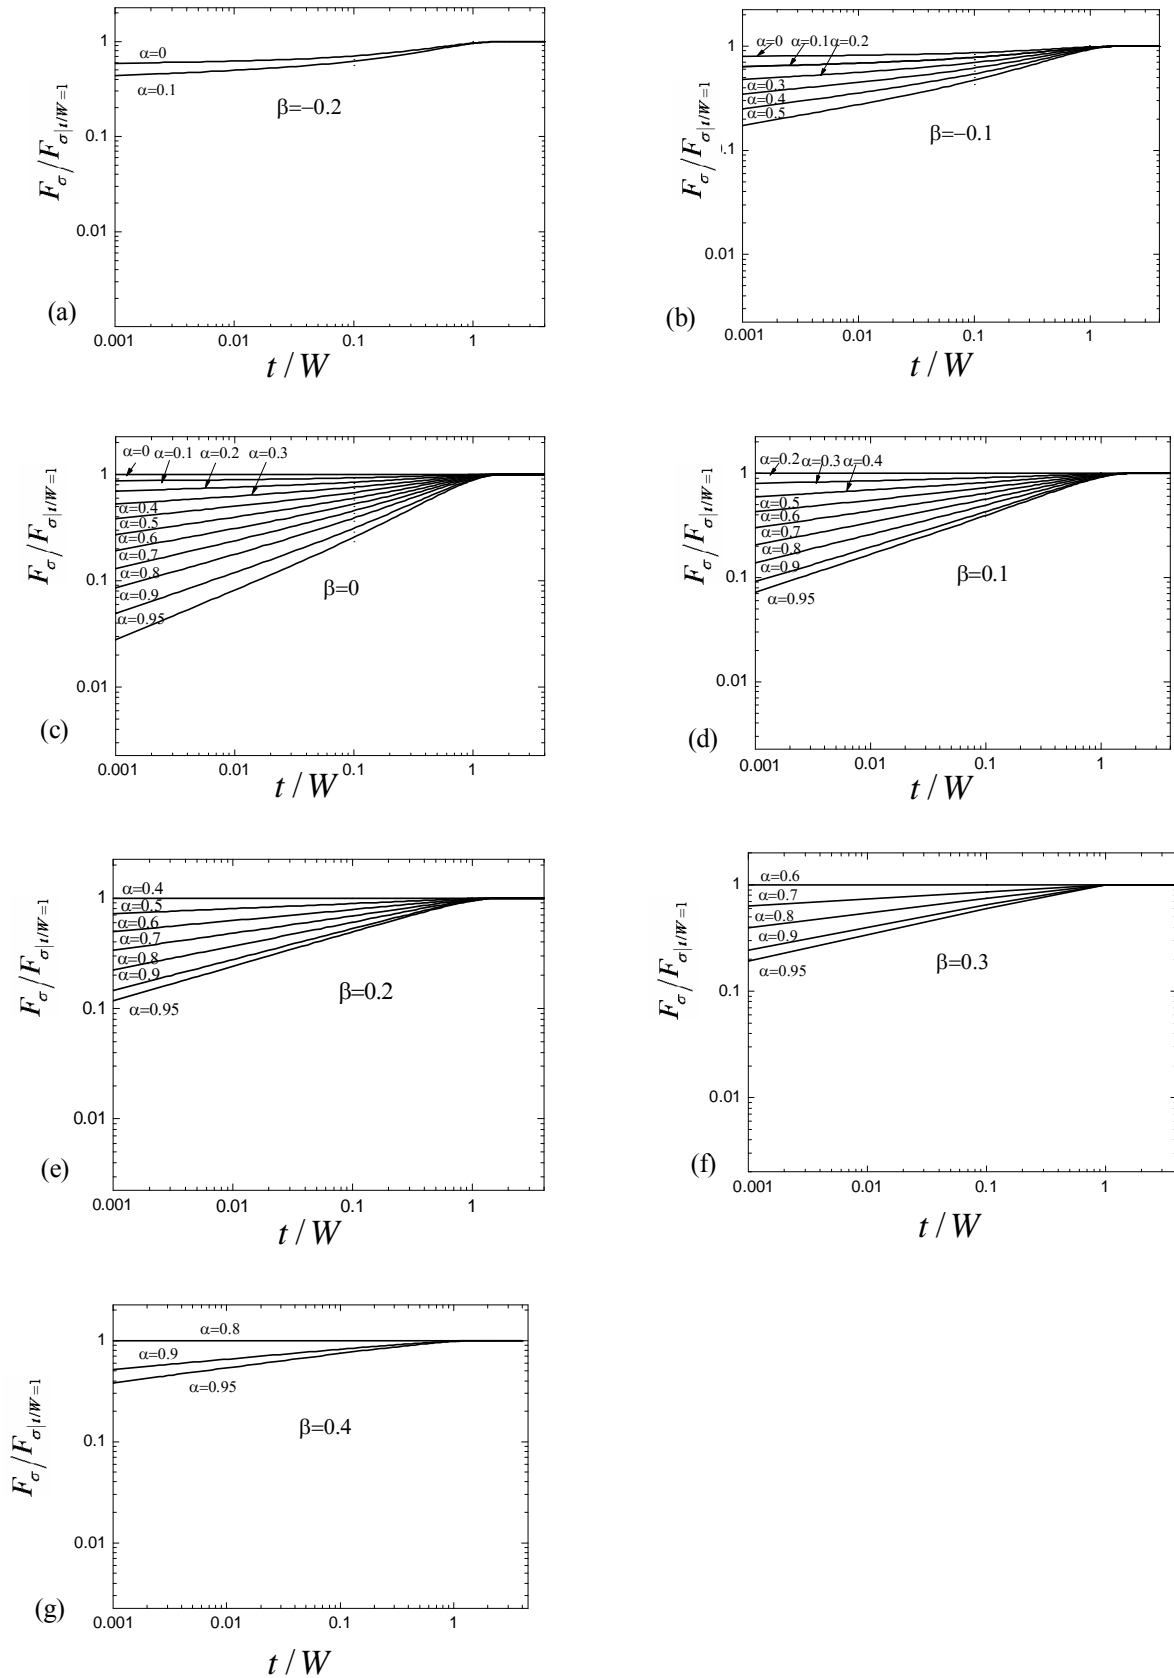 1
α=0
α=0.1
β=−0.2
0.1
0.01
F_σ/F_σ|t/W=1
(a)
0.001 0.01 0.1 1
t / W
1
α=0 α=0.1 α=0.2
α=0.3
α=0.4
α=0.5
β=−0.1
0.1
0.01
F_σ/F_σ|t/W=1
(b)
0.001 0.01 0.1 1
t / W
α=0 α=0.1 α=0.2 α=0.3
1
α=0.4
α=0.5
α=0.6
α=0.7
α=0.8
α=0.9
α=0.95
β=0
0.1
0.01
F_σ/F_σ|t/W=1
(c)
0.001 0.01 0.1 1
t / W
1
α=0.2 α=0.3 α=0.4
α=0.5
α=0.6
α=0.7
α=0.8
α=0.9
α=0.95
β=0.1
0.1
0.01
F_σ/F_σ|t/W=1
(d)
0.001 0.01 0.1 1
t / W
α=0.4
1
α=0.5
α=0.6
α=0.7
α=0.8
α=0.9
α=0.95
β=0.2
0.1
0.01
F_σ/F_σ|t/W=1
(e)
0.001 0.01 0.1 1
t / W
α=0.6
1
α=0.7
α=0.8
α=0.9
α=0.95
β=0.3
0.1
0.01
F_σ/F_σ|t/W=1
(f)
0.001 0.01 0.1 1
t / W
α=0.8
1
α=0.9
α=0.95
β=0.4
0.1
0.01
F_σ/F_σ|t/W=1
(g)
0.001 0.01 0.1 1
t / W